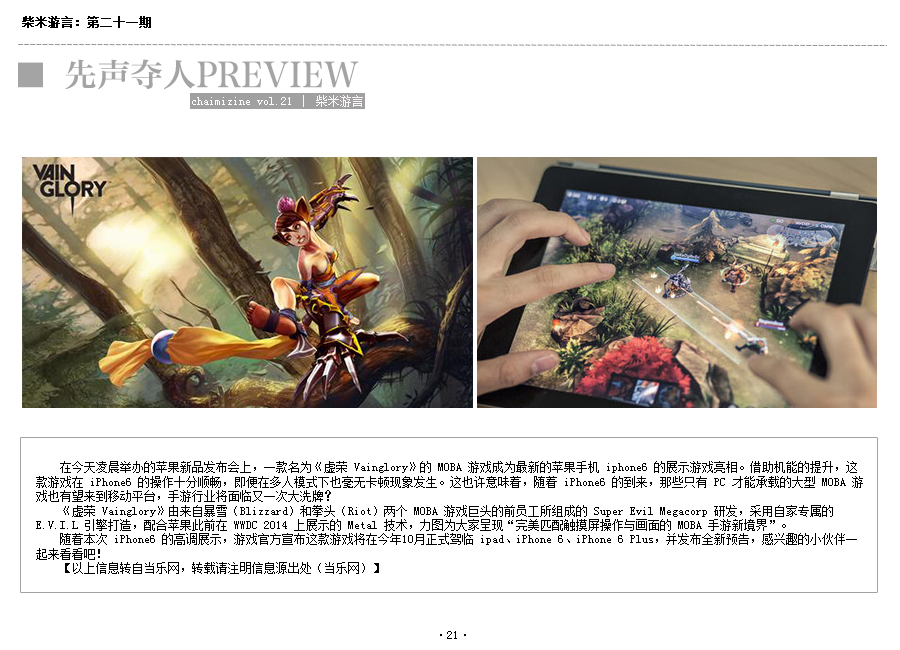 柴米游言：第二十一期
先声夺人PREVIEW
chaimizine vol.21 | 柴米游言
VAIN
GLORY
在今天凌晨举办的苹果新品发布会上，一款名为《虚荣 Vainglory》的 MOBA 游戏成为最新的苹果手机 iphone6 的展示游戏亮相。借助机能的提升，这
款游戏在 iPhone6 的操作十分顺畅，即便在多人模式下也毫无卡顿现象发生。这也许意味着，随着 iPhone6 的到来，那些只有 PC 才能承载的大型 MOBA 游
戏也有望来到移动平台，手游行业将面临又一次大洗牌？
《虚荣 Vainglory》由来自暴雪（Blizzard）和拳头（Riot）两个 MOBA 游戏巨头的前员工所组成的 Super Evil Megacorp 研发，采用自家专属的
E.V.I.L 引擎打造，配合苹果此前在 WWDC 2014 上展示的 Metal 技术，力图为大家呈现“完美匹配触摸屏操作与画面的 MOBA 手游新境界”。
随着本次 iPhone6 的高调展示，游戏官方宣布这款游戏将在今年10月正式驾临 ipad、iPhone 6、iPhone 6 Plus，并发布全新预告，感兴趣的小伙伴一
起来看看吧！
【以上信息转自当乐网，转载请注明信息源出处（当乐网）】
·21·